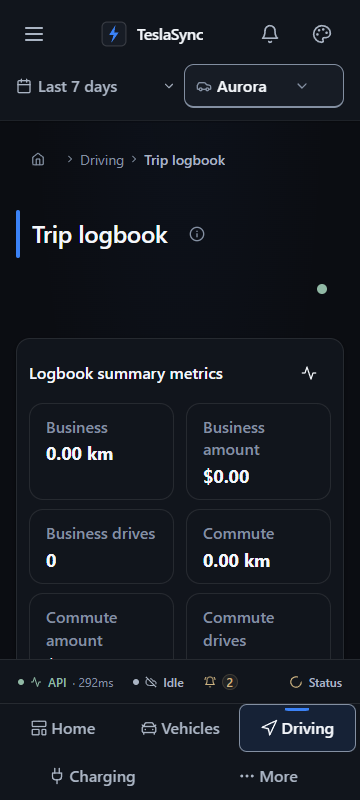 TeslaSync
Last 7 days
Aurora
Driving
Trip logbook
Trip logbook
Logbook summary metrics
Business
0.00 km
Business
amount
$0.00
Business drives
0
Commute
0.00 km
Commute
amount
Commute
drives
API · 292ms
Idle
2
Status
Home
Vehicles
Driving
Charging
More